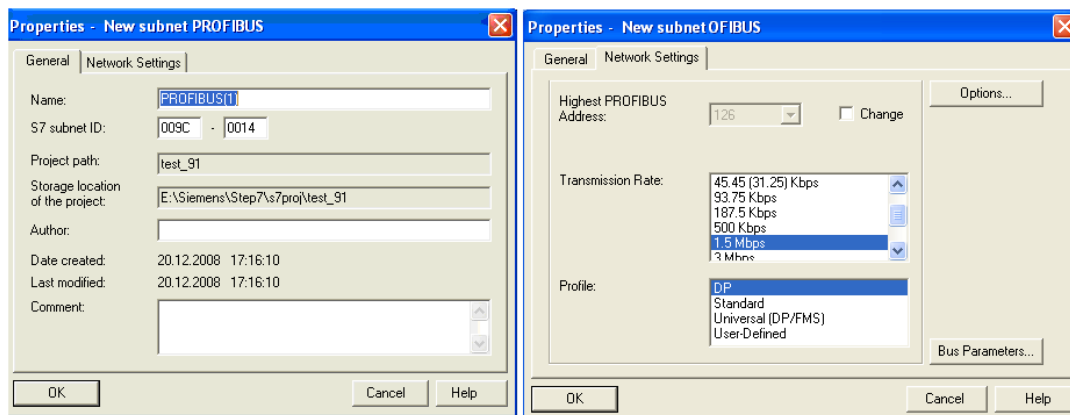 Properties - New subnet PROFIBUS
General Network Settings
Name: PROFIBUS(1)
S7 subnet ID: 009C - 0014
Project path: test_91
Storage location
of the project: E:\Siemens\Step7\s7proj\test_91
Author:
Date created: 20.12.2008 17:16:10
Last modified: 20.12.2008 17:16:10
Comment:
OK Cancel Help
Properties - New subnet OFIBUS
General Network Settings
Highest PROFIBUS
Address: 126 Change
Options...
Transmission Rate: 45.45 (31.25) Kbps
93.75 Kbps
187.5 Kbps
500 Kbps
1.5 Mbps
3 Mbps
Profile: DP
Standard
Universal (DP/FMS)
User-Defined
Bus Parameters...
OK Cancel Help